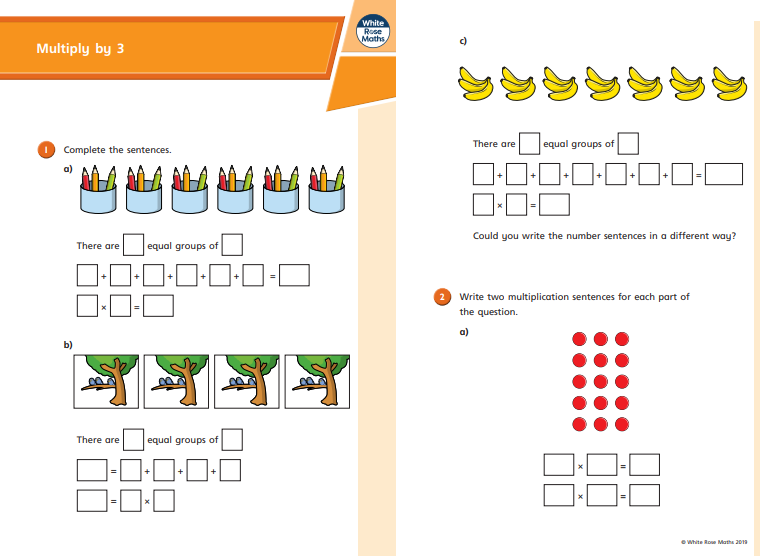 White
Rose
Maths
Multiply by 3
1 Complete the sentences.
a)
There are equal groups of
+ + + + + =
× =
b)
There are equal groups of
= + + +
= ×
c)
There are equal groups of
+ + + + + + =
× =
Could you write the number sentences in a different way?
2 Write two multiplication sentences for each part of
the question.
a)
× =
× =
© White Rose Maths 2019